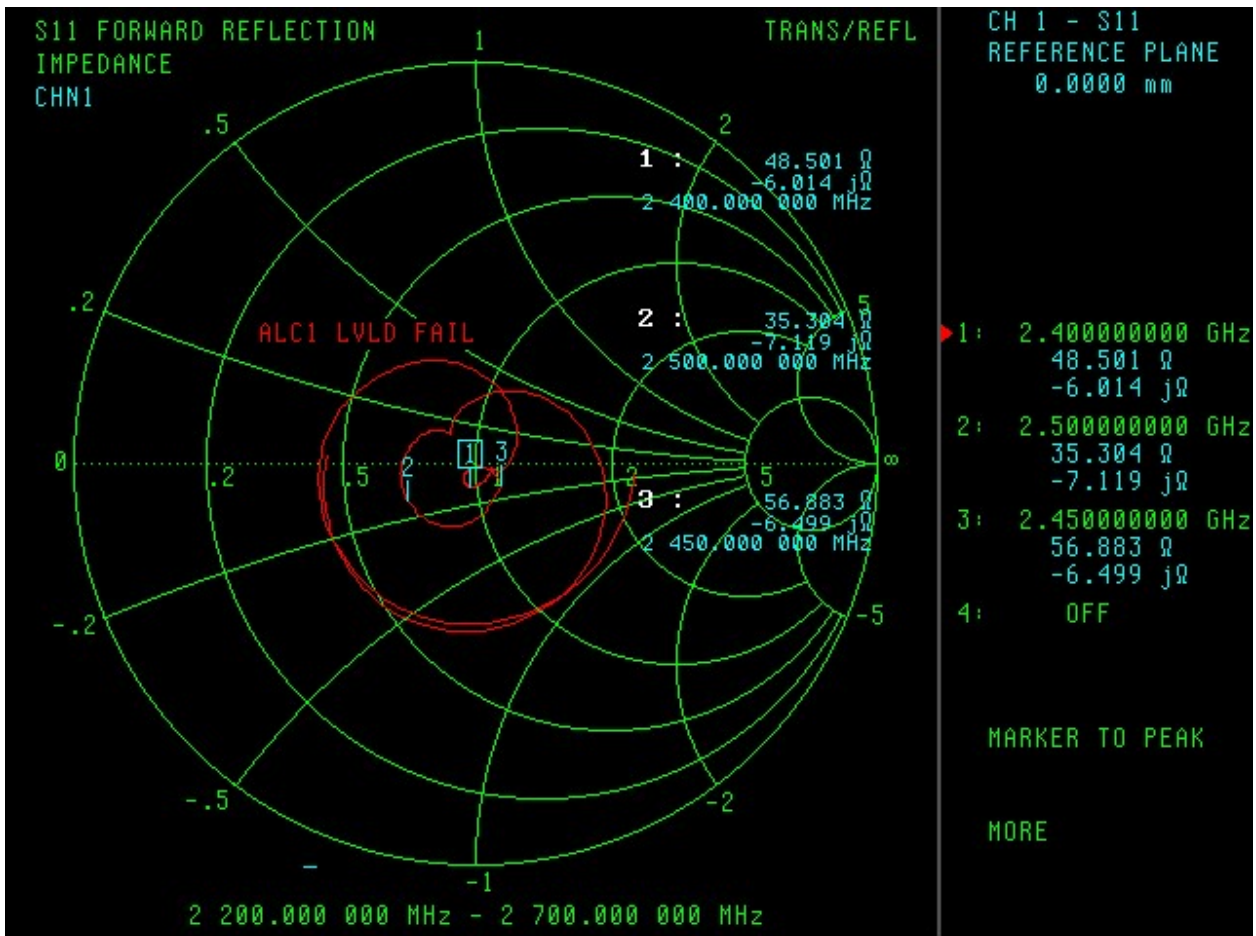 S11 FORWARD REFLECTION
IMPEDANCE
CHN1
TRANS/REFL
1
.5
2
.2
5
0
.2
.5
2
5
∞
-.2
-5
-.5
-2
-1
ALC1 LVLD FAIL
1
2
3
1 : 48.501 Ω
-6.014 jΩ
2 400.000 000 MHz
2 : 35.304 Ω
-7.119 jΩ
2 500.000 000 MHz
3 : 56.883 Ω
-6.499 jΩ
2 450.000 000 MHz
2 200.000 000 MHz - 2 700.000 000 MHz
CH 1 - S11
REFERENCE PLANE
0.0000 mm
1: 2.400000000 GHz
48.501 Ω
-6.014 jΩ
2: 2.500000000 GHz
35.304 Ω
-7.119 jΩ
3: 2.450000000 GHz
56.883 Ω
-6.499 jΩ
4: OFF
MARKER TO PEAK
MORE